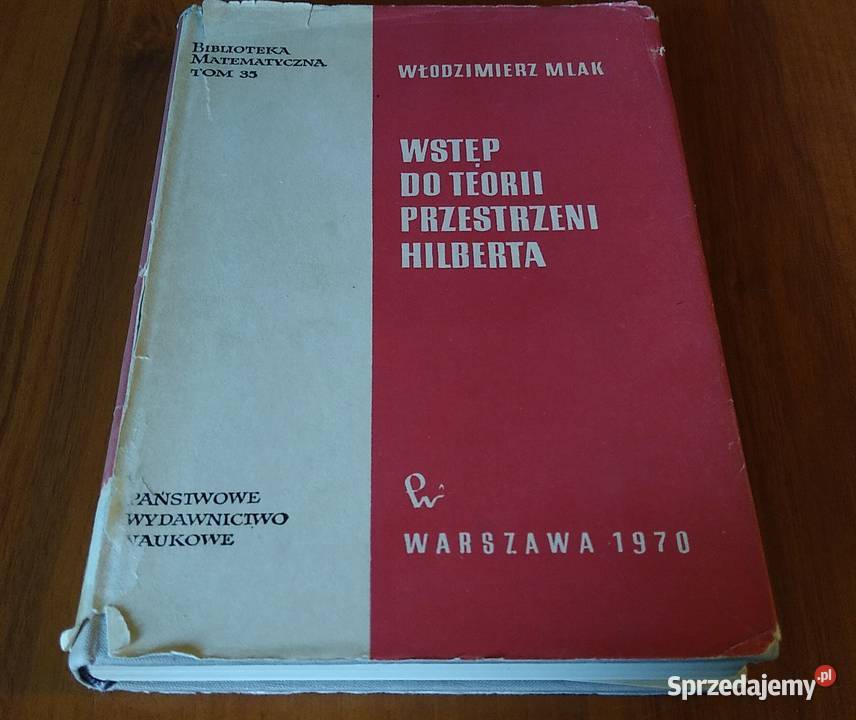 BIBLIOTEKA
MATEMATYCZNA
TOM 35
WŁODZIMIERZ MLAK
WSTĘP
DO TEORII
PRZESTRZENI
HILBERTA
PAŃSTWOWE
WYDAWNICTWO
NAUKOWE
WARSZAWA 1970
Sprzedajemy.pl